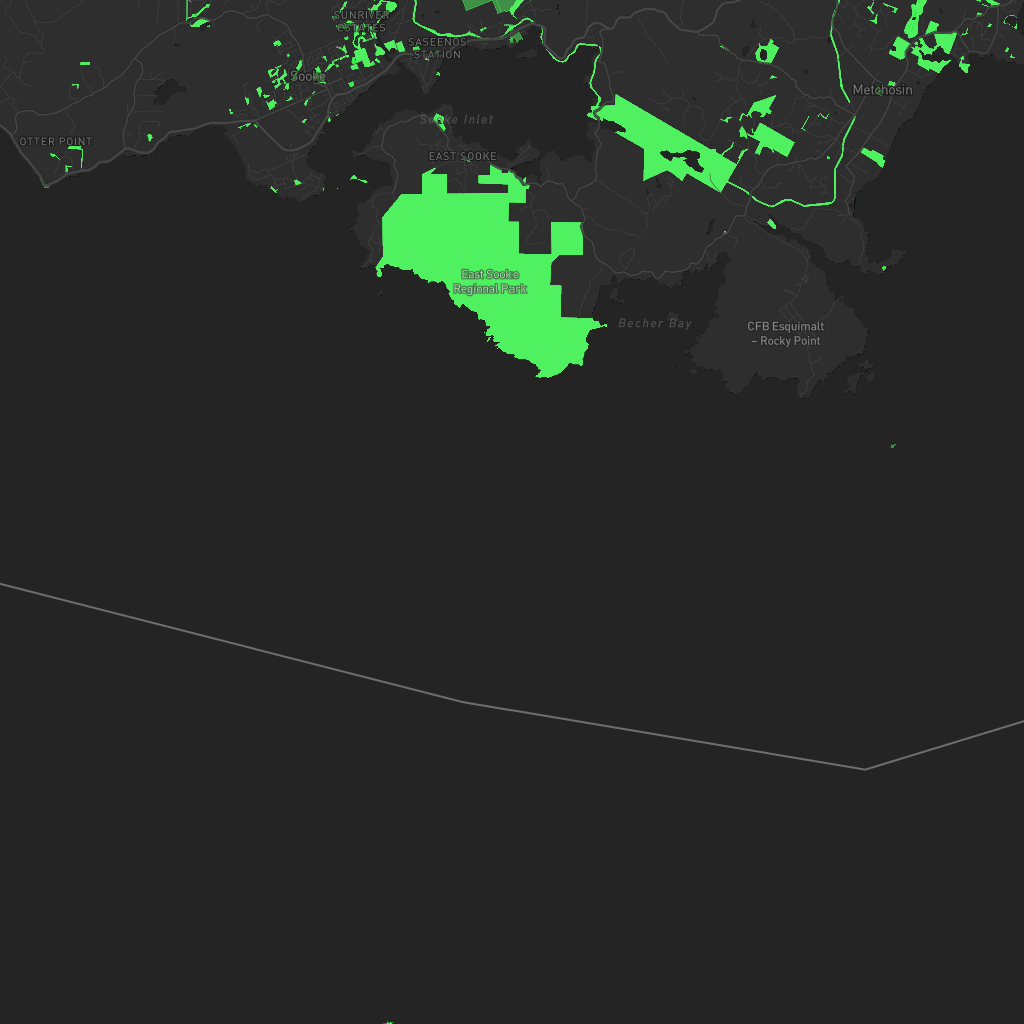 SUNRIVER
ESTATES
SASEENOS
STATION
Sooke
Metchosin
Sooke Inlet
OTTER POINT
EAST SOOKE
East Sooke
Regional Park
Becher Bay
CFB Esquimalt
– Rocky Point